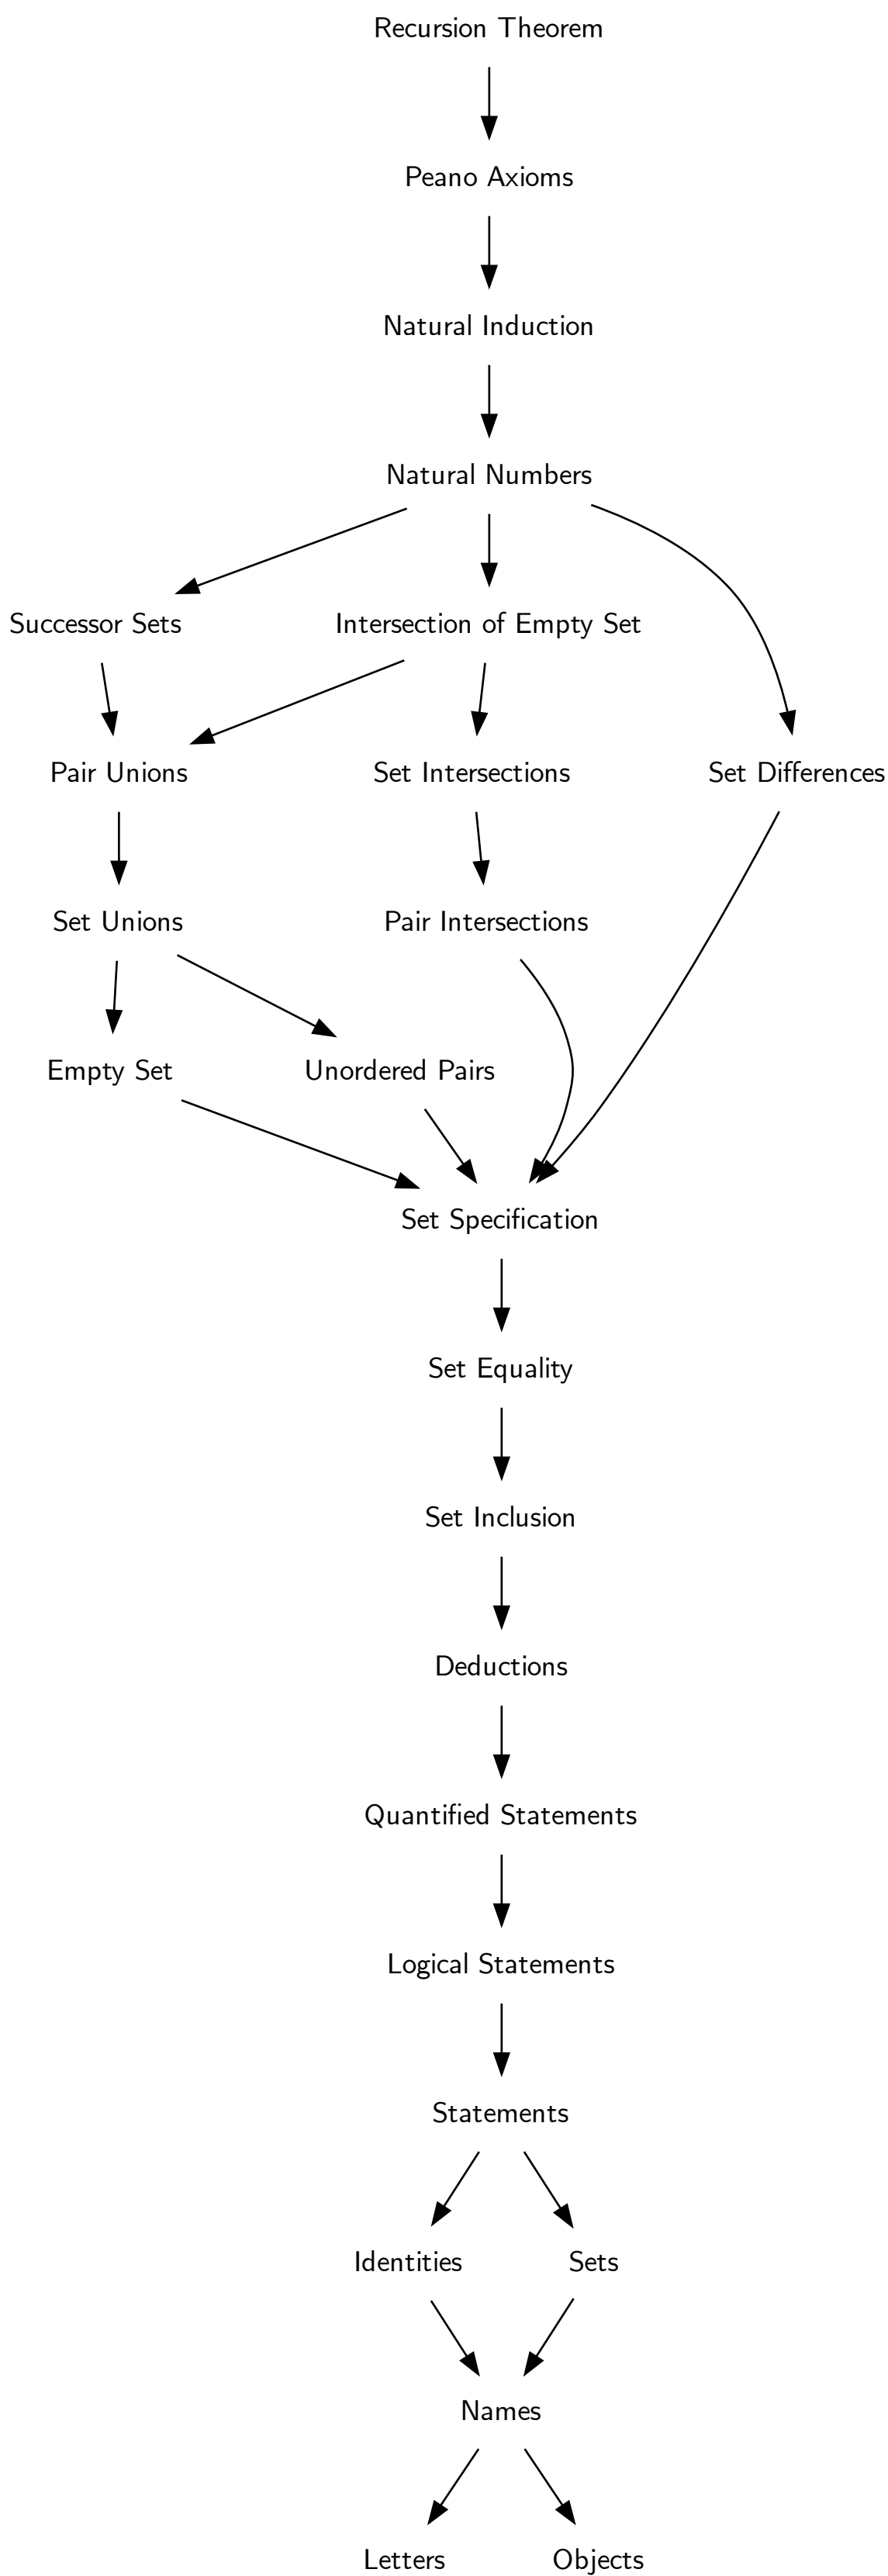 Recursion Theorem
Peano Axioms
Natural Induction
Natural Numbers
Successor Sets
Intersection of Empty Set
Pair Unions
Set Intersections
Set Differences
Set Unions
Pair Intersections
Empty Set
Unordered Pairs
Set Specification
Set Equality
Set Inclusion
Deductions
Quantified Statements
Logical Statements
Statements
Identities
Sets
Names
Letters
Objects